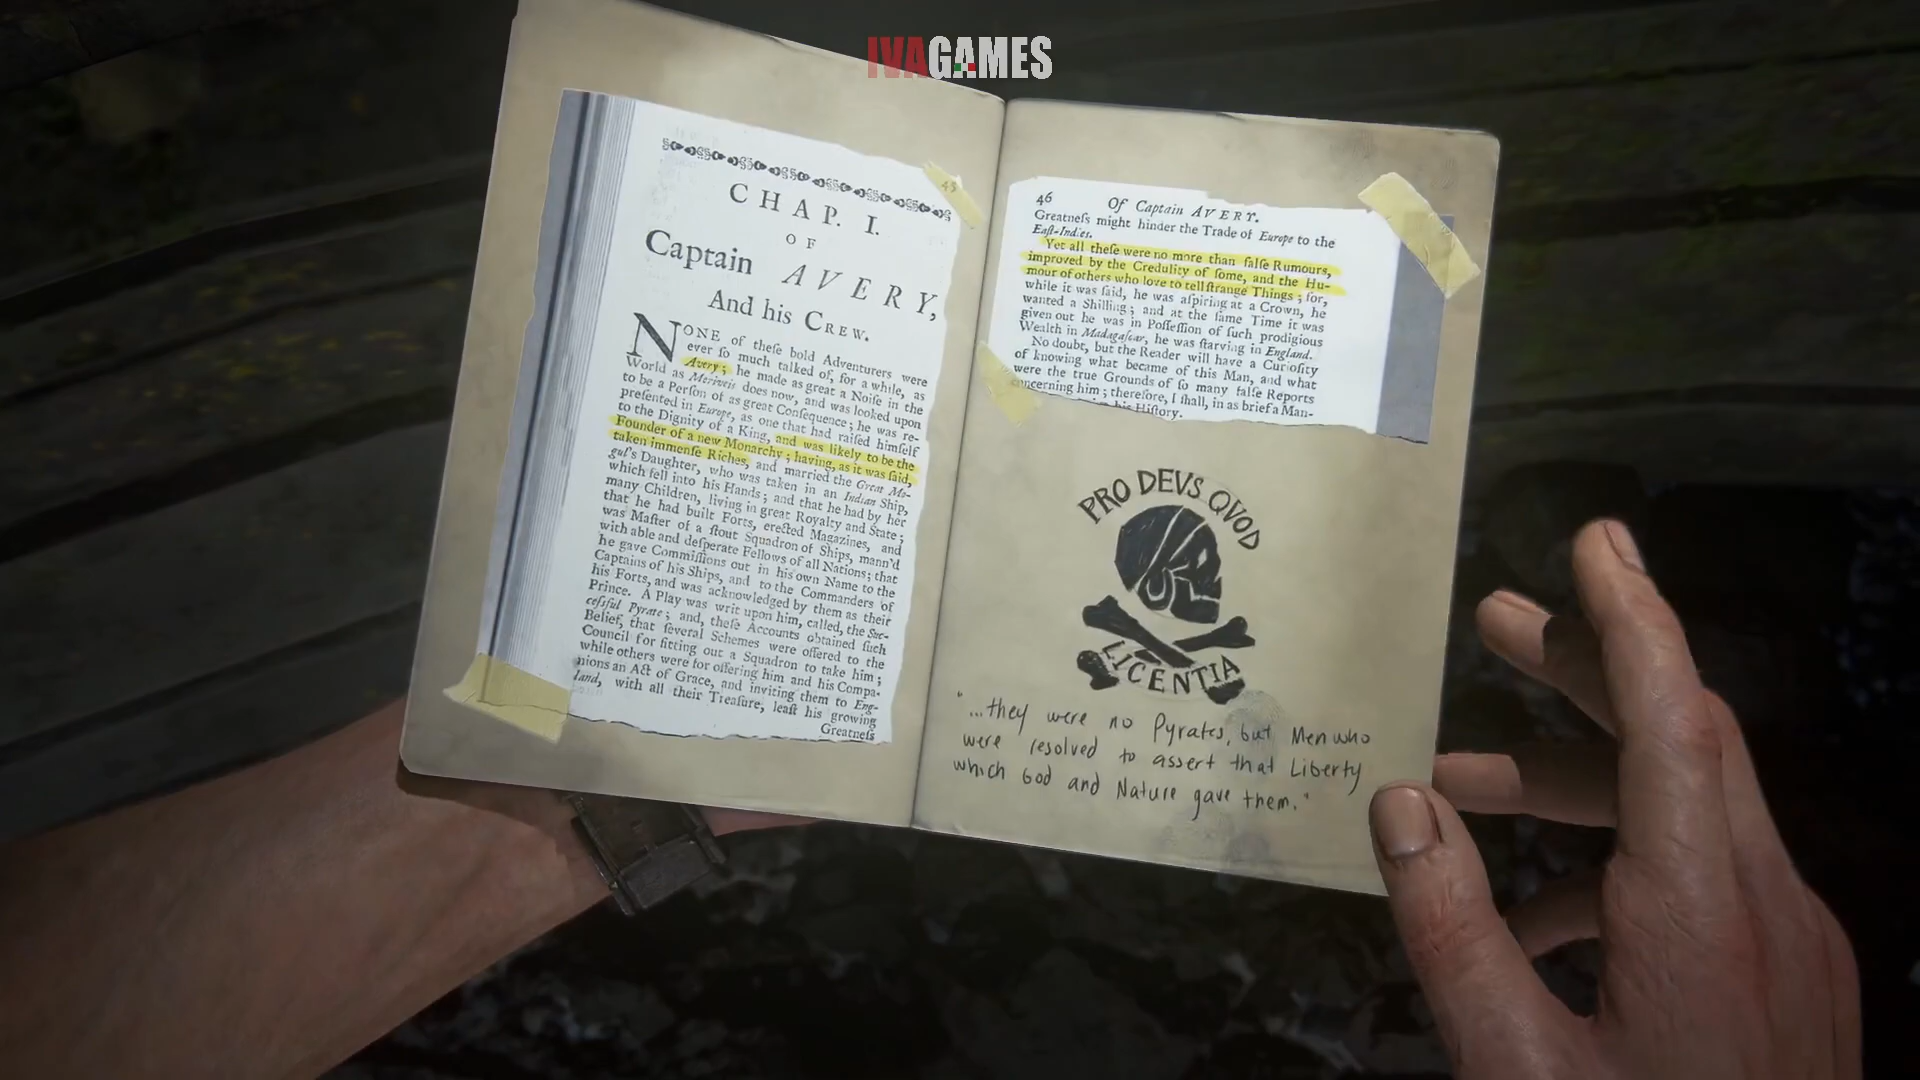 IVAGAMES
45
CHAP. I.
OF
Captain AVERY,
And his CREW.
NONE of theſe bold Adventurers were
ever ſo much talked of, for a while, as
Avery; he made as great a Noiſe in the
World as Meriveis does now, and was looked upon
to be a Perſon of as great Conſequence; he was re-
preſented in Europe, as one that had raiſed himſelf
to the Dignity of a King, and was likely to be the
Founder of a new Monarchy; having, as it was ſaid,
taken immenſe Riches, and married the Great Mo-
gul's Daughter, who was taken in an Indian Ship,
which fell into his Hands; and that he had by her
many Children, living in great Royalty and State;
that he had built Forts, erected Magazines, and
was Maſter of a ſtout Squadron of Ships, mann'd
with able and deſperate Fellows of all Nations; that
he gave Commiſſions out in his own Name to the
Captains of his Ships, and to the Commanders of
his Forts, and was acknowledged by them as their
Prince. A Play was writ upon him, called, the Suc-
ceſsful Pyrate; and, theſe Accounts obtained ſuch
Belief, that ſeveral Schemes were offered to the
Council for fitting out a Squadron to take him;
while others were for offering him and his Compa-
nions an Act of Grace, and inviting them to Eng-
land, with all their Treaſure, leaſt his growing
Greatneſs
46 Of Captain AVERY.
Greatneſs might hinder the Trade of Europe to the
Eaſt-Indies.
Yet all theſe were no more than falſe Rumours,
improved by the Credulity of ſome, and the Hu-
mour of others who love to tell ſtrange Things; for,
while it was ſaid, he was aſpiring at a Crown, he
wanted a Shilling; and at the ſame Time it was
given out he was in Poſſeſſion of ſuch prodigious
Wealth in Madagaſcar, he was ſtarving in England.
No doubt, but the Reader will have a Curioſity
of knowing what became of this Man, and what
were the true Grounds of ſo many falſe Reports
concerning him; therefore, I ſhall, in as brief a Man-
his Hiſtory.
PRO DEVS QVOD
LICENTIA
"...they were no Pyrates, but Men who
were resolved to assert that Liberty
which God and Nature gave them."